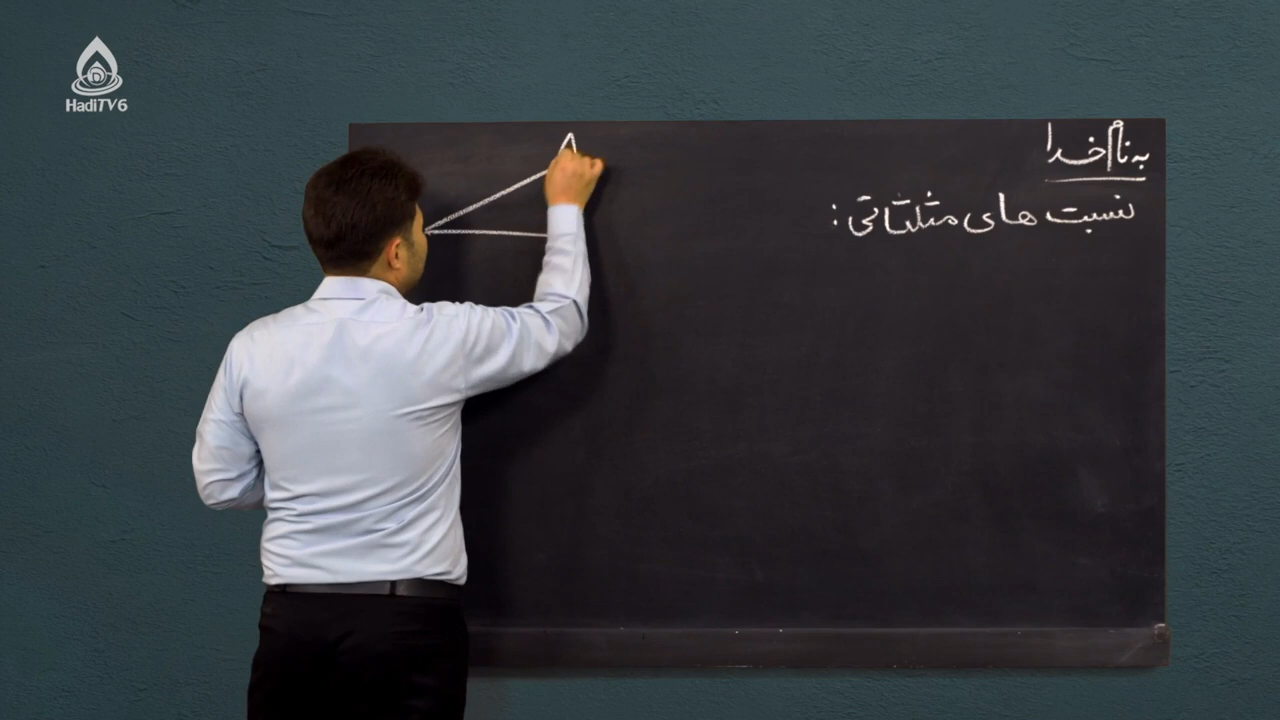 HadiTV6
به نام خدا
نسبت های مثلثاتی :
A